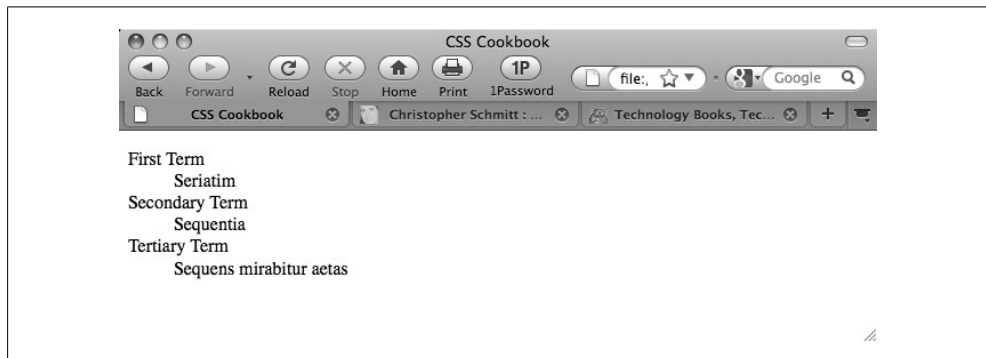 CSS Cookbook
Back Forward Reload Stop Home Print 1Password file:, Google
1P
CSS Cookbook Christopher Schmitt : ... Technology Books, Tec...
First Term
Seriatim
Secondary Term
Sequentia
Tertiary Term
Sequens mirabitur aetas